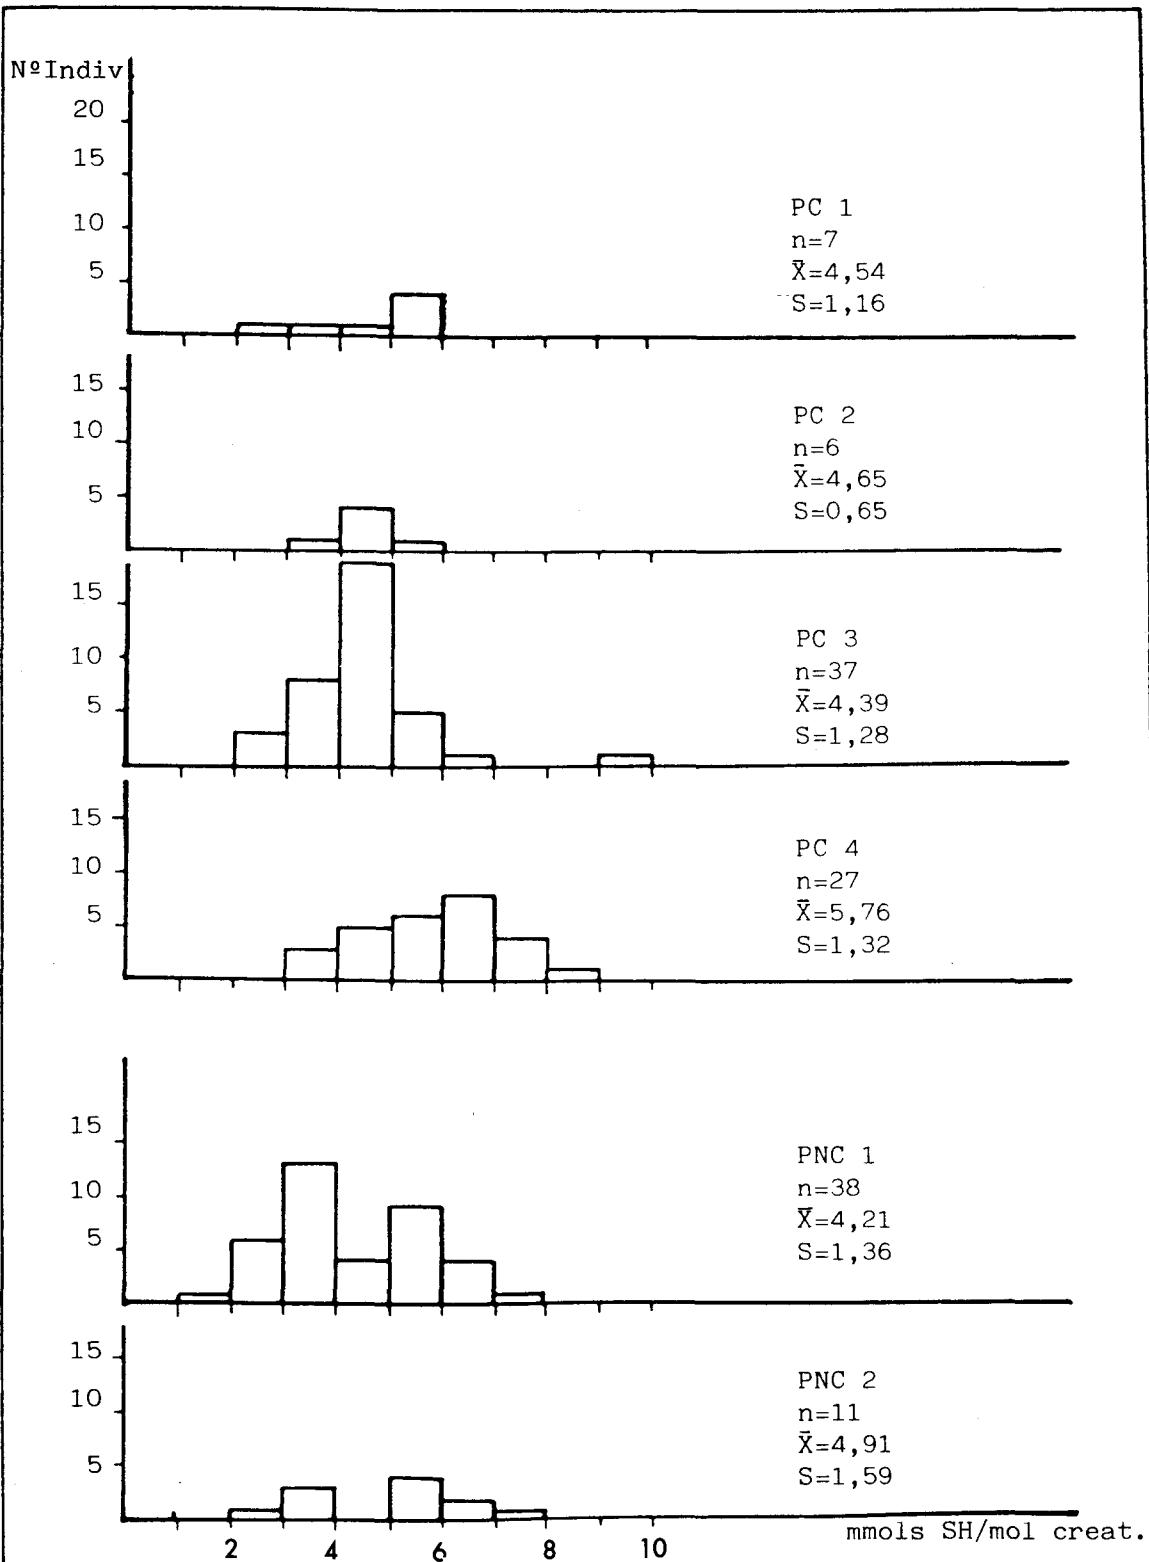 NºIndiv
20
15
10
5
PC 1
n=7
X̄=4,54
S=1,16
15
10
5
PC 2
n=6
X̄=4,65
S=0,65
15
10
5
PC 3
n=37
X̄=4,39
S=1,28
15
10
5
PC 4
n=27
X̄=5,76
S=1,32
15
10
5
PNC 1
n=38
X̄=4,21
S=1,36
15
10
5
PNC 2
n=11
X̄=4,91
S=1,59
2 4 6 8 10
mmols SH/mol creat.